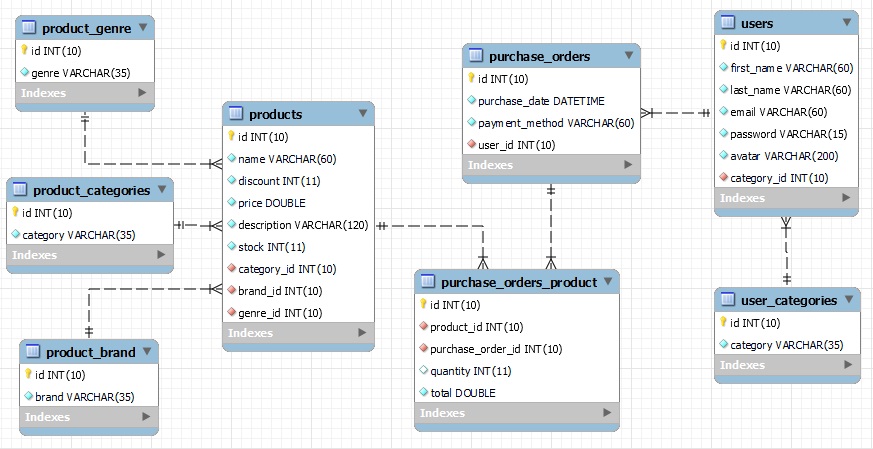 product_genre
id INT(10)
genre VARCHAR(35)
Indexes
product_categories
id INT(10)
category VARCHAR(35)
Indexes
product_brand
id INT(10)
brand VARCHAR(35)
Indexes
products
id INT(10)
name VARCHAR(60)
discount INT(11)
price DOUBLE
description VARCHAR(120)
stock INT(11)
category_id INT(10)
brand_id INT(10)
genre_id INT(10)
Indexes
purchase_orders
id INT(10)
purchase_date DATETIME
payment_method VARCHAR(60)
user_id INT(10)
Indexes
purchase_orders_product
id INT(10)
product_id INT(10)
purchase_order_id INT(10)
quantity INT(11)
total DOUBLE
Indexes
users
id INT(10)
first_name VARCHAR(60)
last_name VARCHAR(60)
email VARCHAR(60)
password VARCHAR(15)
avatar VARCHAR(200)
category_id INT(10)
Indexes
user_categories
id INT(10)
category VARCHAR(35)
Indexes